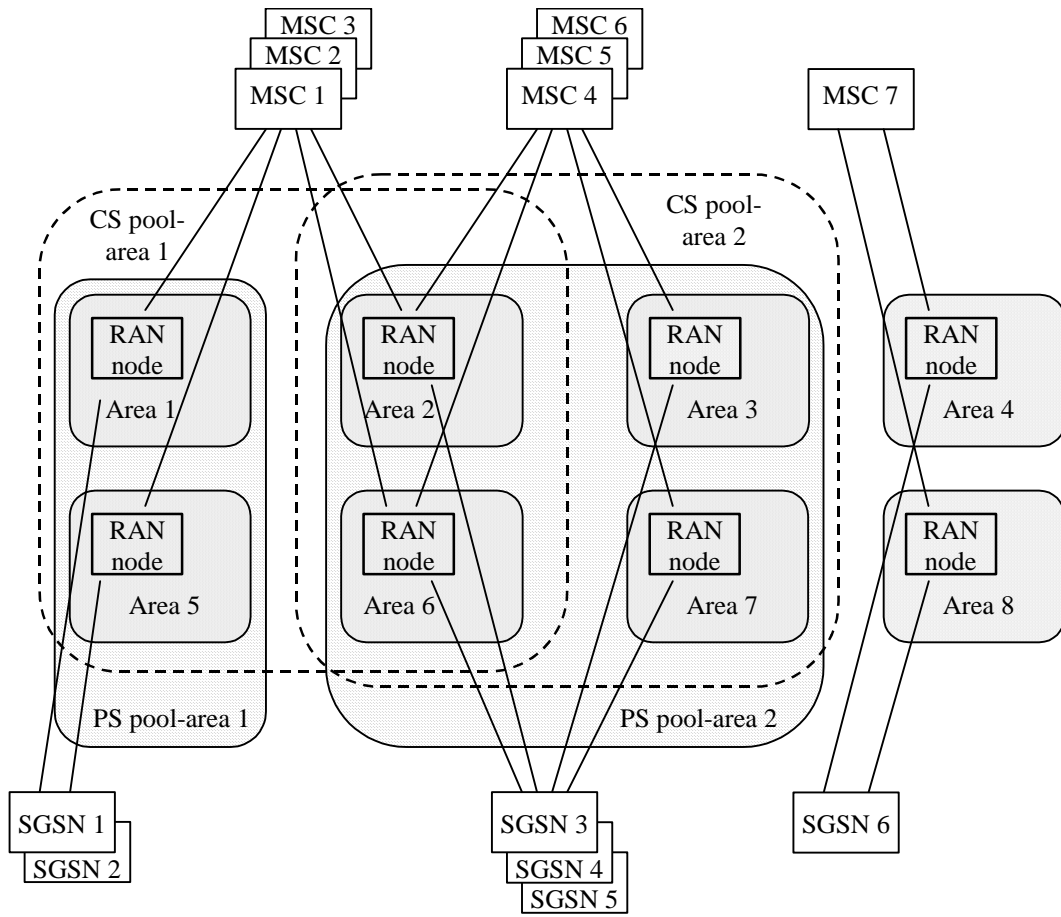 MSC 3
MSC 2
MSC 1
MSC 6
MSC 5
MSC 4
MSC 7
CS pool-
area 1
CS pool-
area 2
RAN
node
Area 1
RAN
node
Area 2
RAN
node
Area 3
RAN
node
Area 4
RAN
node
Area 5
RAN
node
Area 6
RAN
node
Area 7
RAN
node
Area 8
PS pool-area 1
PS pool-area 2
SGSN 1
SGSN 2
SGSN 3
SGSN 4
SGSN 5
SGSN 6